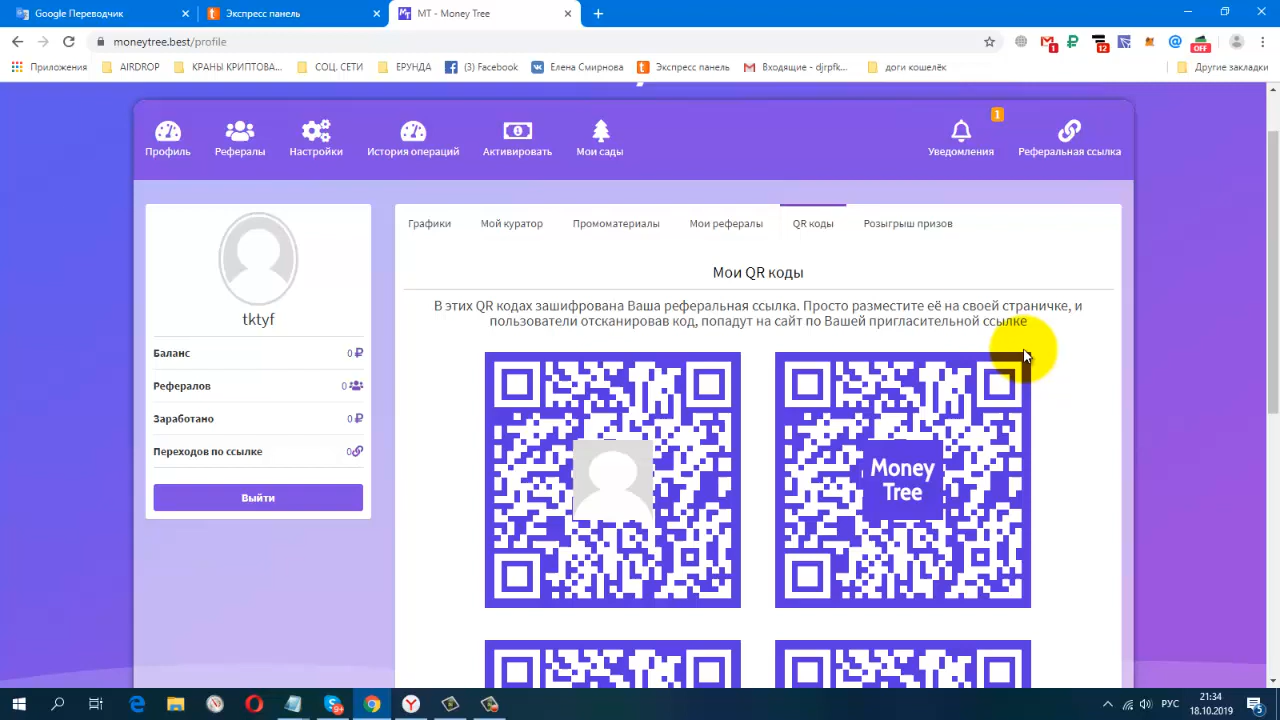 Google Переводчик
Экспресс панель
MT - Money Tree
moneytree.best/profile
1
12
OFF
Приложения
AIRDROP
КРАНЫ КРИПТОВА...
СОЦ. СЕТИ
ЕРУНДА
(3) Facebook
Елена Смирнова
Экспресс панель
Входящие - djrpfk...
доги кошелёк
Другие закладки
Профиль
Рефералы
Настройки
История операций
Активировать
Мои сады
1
Уведомления
Реферальная ссылка
tktyf
Баланс 0 ₽
Рефералов 0
Заработано 0 ₽
Переходов по ссылке 0
Выйти
Графики
Мой куратор
Промоматериалы
Мои рефералы
QR коды
Розыгрыш призов
Мои QR коды
В этих QR кодах зашифрована Ваша реферальная ссылка. Просто разместите её на своей страничке, и
пользователи отсканировав код, попадут на сайт по Вашей пригласительной ссылке
Money
Tree
РУС
21:34
18.10.2019
5